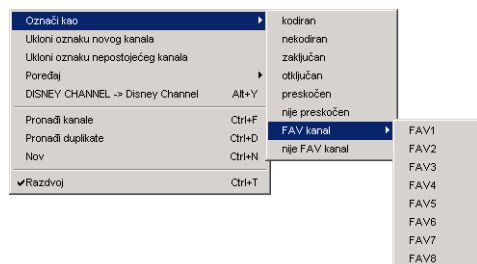 Označi kao
Ukloni oznaku novog kanala
Ukloni oznaku nepostojećeg kanala
Poređaj
DISNEY CHANNEL -> Disney Channel Alt+Y
Pronađi kanale Ctrl+F
Pronađi duplikate Ctrl+D
Nov Ctrl+N
✔Razdvoj Ctrl+T
kodiran
nekodiran
zaključan
otključan
preskočen
nije preskočen
FAV kanal
nije FAV kanal
FAV1
FAV2
FAV3
FAV4
FAV5
FAV6
FAV7
FAV8